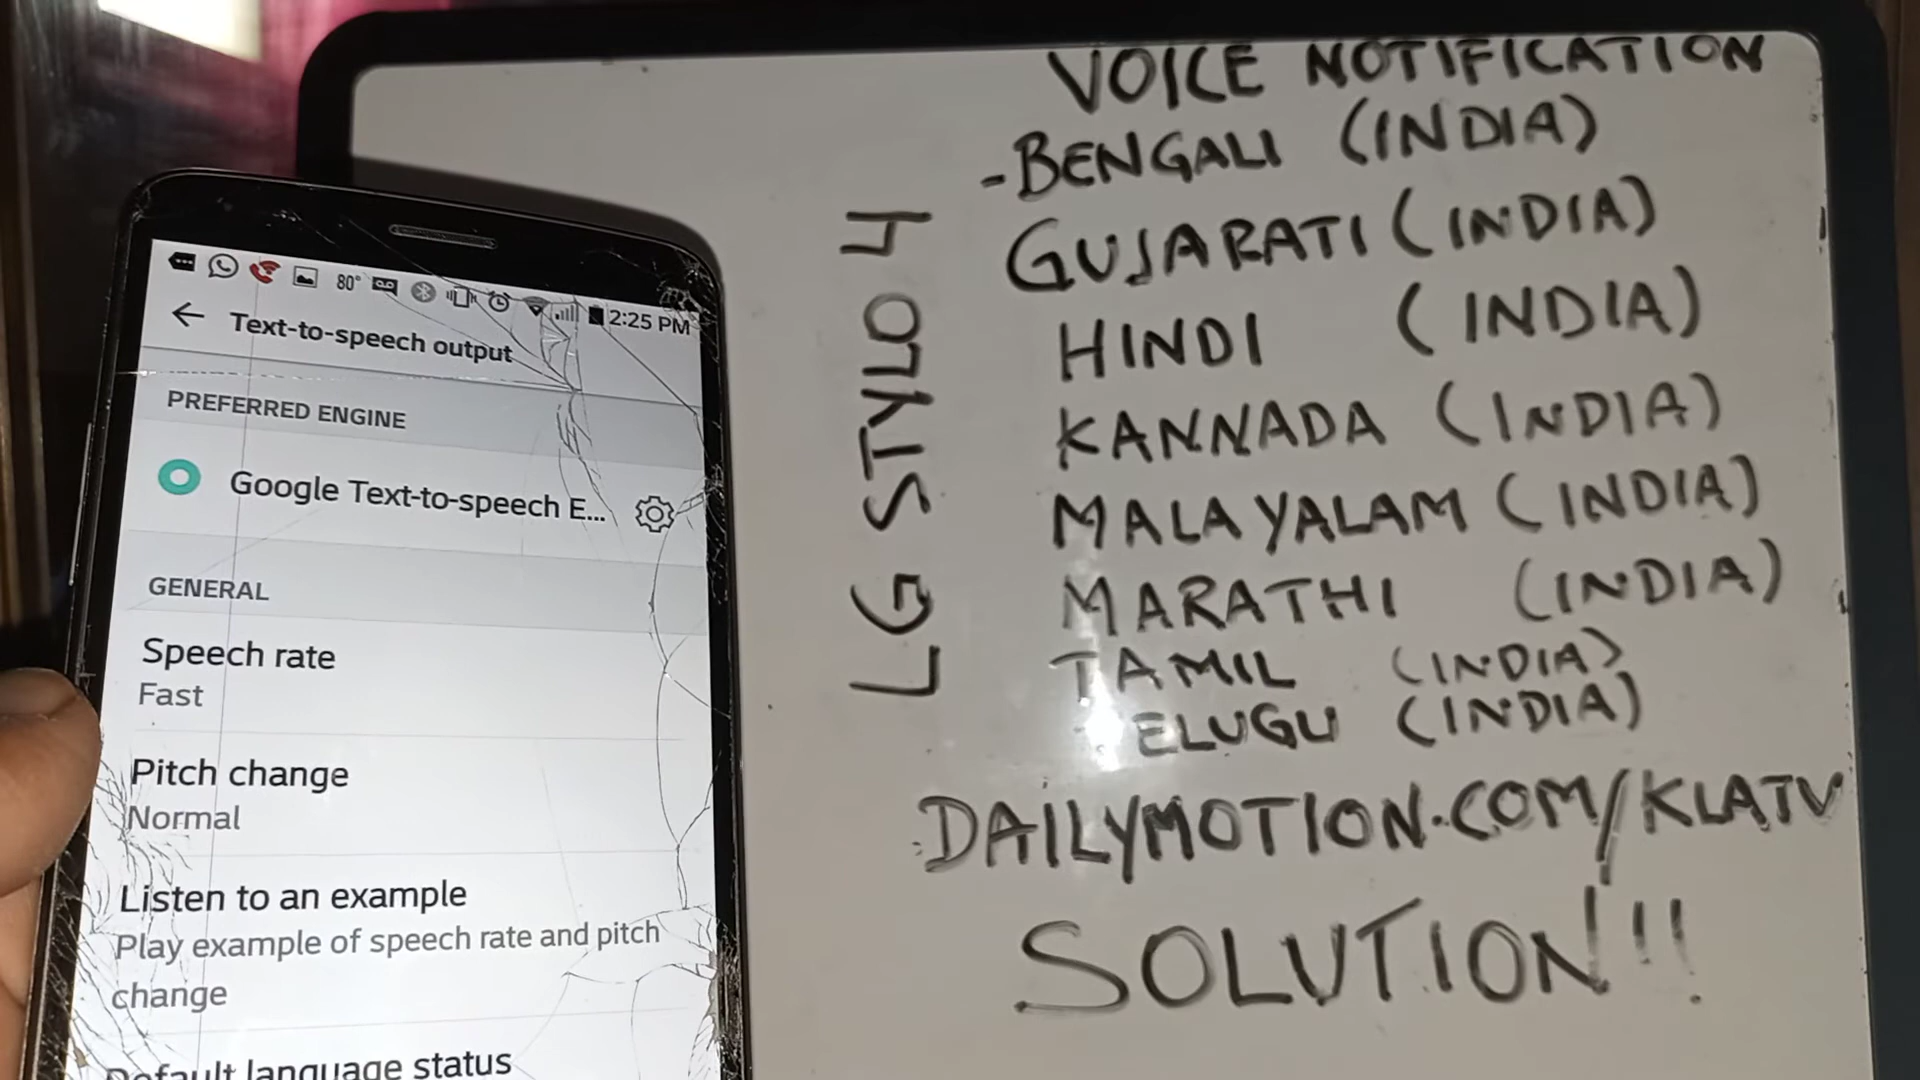 80° 2:25 PM
Text-to-speech output
PREFERRED ENGINE
Google Text-to-speech E...
GENERAL
Speech rate
Fast
Pitch change
Normal
Listen to an example
Play example of speech rate and pitch
change
Default language status
LG STYLO 4
VOICE NOTIFICATION
-BENGALI (INDIA)
GUJARATI (INDIA)
HINDI (INDIA)
KANNADA (INDIA)
MALAYALAM (INDIA)
MARATHI (INDIA)
TAMIL (INDIA)
TELUGU (INDIA)
DAILYMOTION.COM/KLATV
SOLUTION!!!